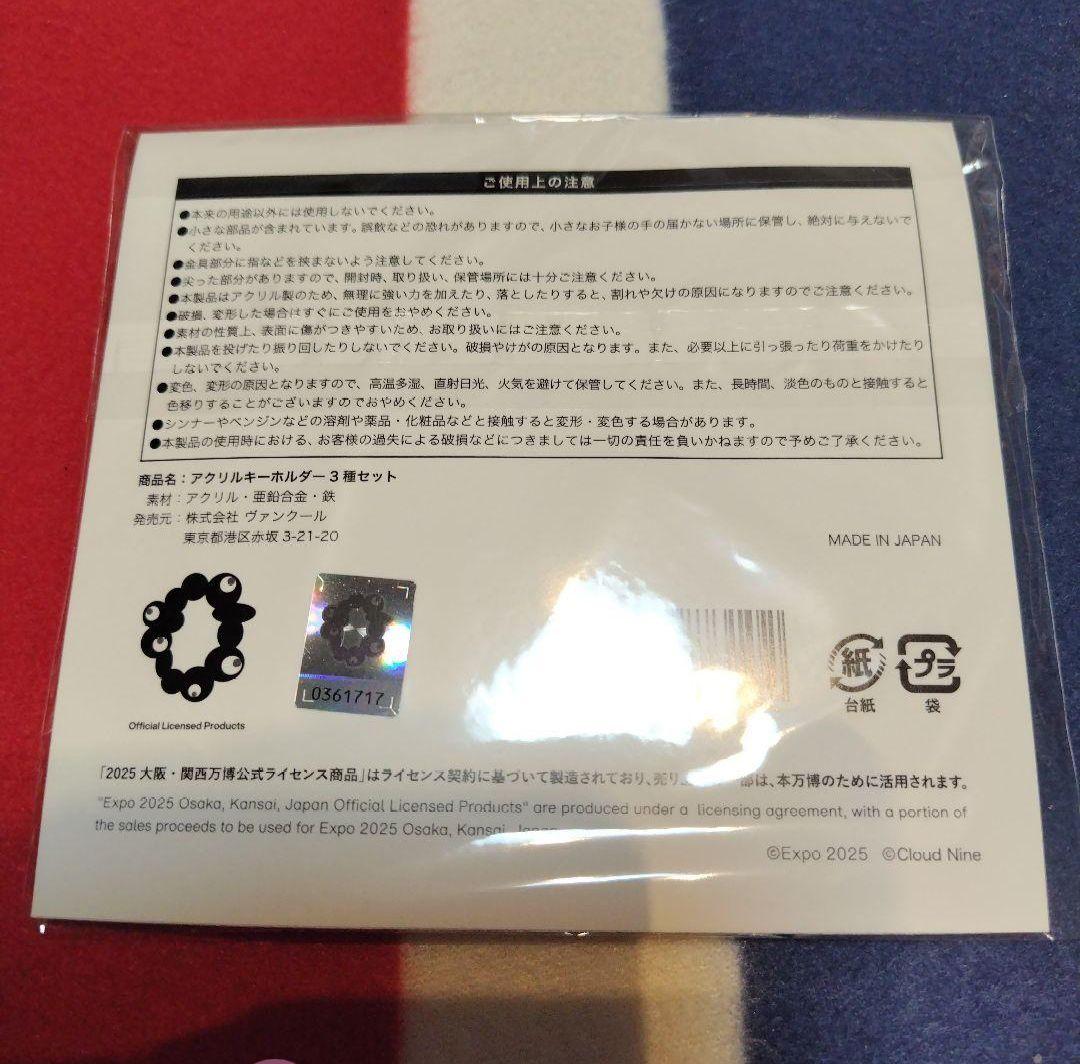 ご使用上の注意
●本来の用途以外には使用しないでください。
●小さな部品が含まれています。誤飲などの恐れがありますので、小さなお子様の手の届かない場所に保管し、絶対に与えないで
ください。
●金具部分に指などを挟まないよう注意してください。
●尖った部分がありますので、開封時、取り扱い、保管場所には十分ご注意ください。
●本製品はアクリル製のため、無理に強い力を加えたり、落としたりすると、割れや欠けの原因になりますのでご注意ください。
●破損、変形した場合はすぐにご使用をおやめください。
●素材の性質上、表面に傷がつきやすいため、お取り扱いにはご注意ください。
●本製品を投げたり振り回したりしないでください。破損やけがの原因となります。また、必要以上に引っ張ったり荷重をかけたり
しないでください。
●変色、変形の原因となりますので、高温多湿、直射日光、火気を避けて保管してください。また、長時間、淡色のものと接触すると
色移りすることがございますのでおやめください。
●シンナーやベンジンなどの溶剤や薬品・化粧品などと接触すると変形・変色する場合があります。
●本製品の使用時における、お客様の過失による破損などにつきましては一切の責任を負いかねますので予めご了承ください。
商品名：アクリルキーホルダー3種セット
素材：アクリル・亜鉛合金・鉄
発売元：株式会社 ヴァンクール
東京都港区赤坂 3-21-20
MADE IN JAPAN
0361717
紙
プラ
台紙
袋
Official Licensed Products
「2025 大阪・関西万博公式ライセンス商品」はライセンス契約に基づいて製造されており、売り 部は、本万博のために活用されます。
"Expo 2025 Osaka, Kansai, Japan Official Licensed Products" are produced under a licensing agreement, with a portion of
the sales proceeds to be used for Expo 2025 Osaka, Kansai,
©Expo 2025 ©Cloud Nine